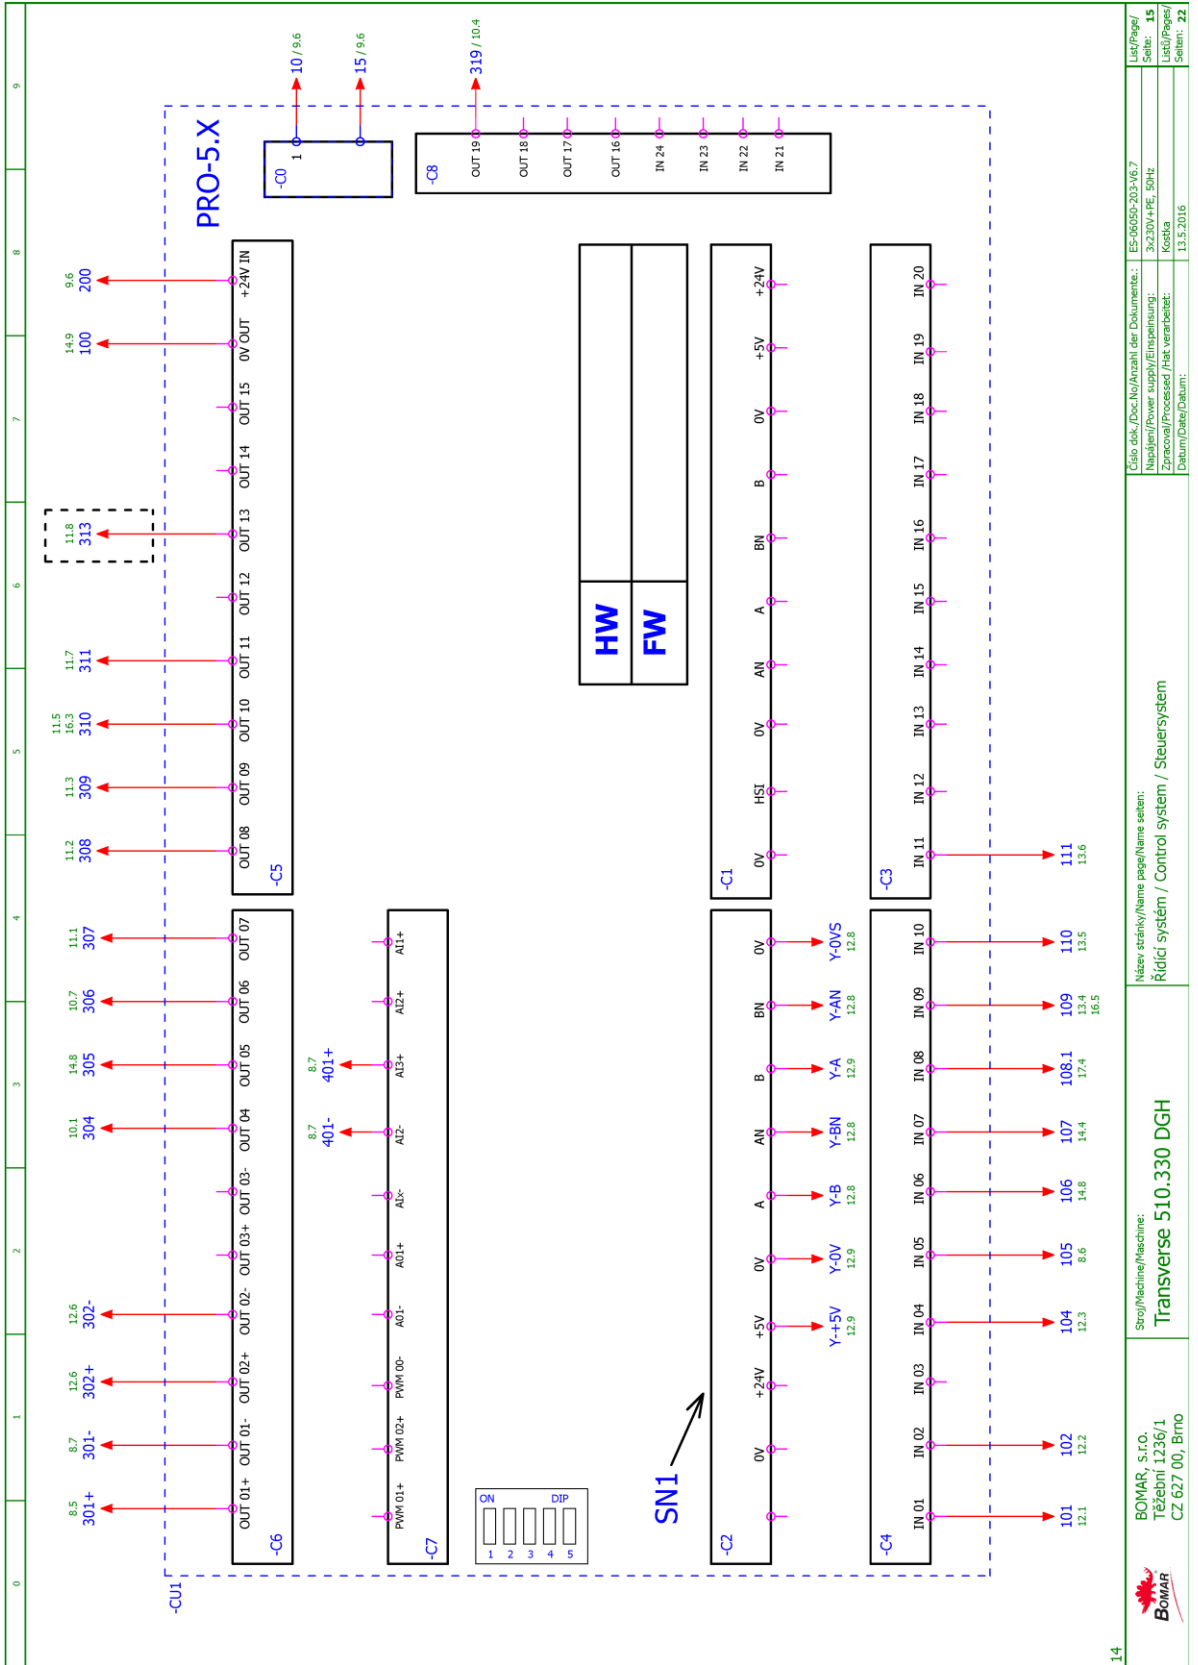 0 1 2 3 4 5 6 7 8 9
-CU1
PRO-5.X
8.5 8.7 12.6 12.6 10.1 14.8 10.7 11.1 11.2 11.3 11.5 16.3 11.7 11.8 14.9 9.6
301+ 301- 302+ 302- 304 305 306 307 308 309 310 311 313 100 200
OUT 01+ OUT 01- OUT 02+ OUT 02- OUT 03+ OUT 03- OUT 04 OUT 05 OUT 06 OUT 07
-C6
OUT 08 OUT 09 OUT 10 OUT 11 OUT 12 OUT 13 OUT 14 OUT 15 0V OUT +24V IN
-C5
-C0
1
10 / 9.6
15 / 9.6
8.7 8.7
401- 401+
PWM 01+ PWM 02+ PWM 00- A01- A01+ AIx- AI2- AI3+ AI2+ AI1+
-C7
-C8
OUT 19 OUT 18 OUT 17 OUT 16 IN 24 IN 23 IN 22 IN 21
319 / 10.4
ON DIP
1 2 3 4 5
HW
FW
SN1
-C2
0V +24V +5V 0V A AN B BN 0V
Y-+5V Y-0V Y-B Y-BN Y-A Y-AN Y-0VS
12.9 12.9 12.8 12.8 12.9 12.8 12.8
-C1
0V HSI 0V AN A BN B 0V +5V +24V
-C4
IN 01 IN 02 IN 03 IN 04 IN 05 IN 06 IN 07 IN 08 IN 09 IN 10
-C3
IN 11 IN 12 IN 13 IN 14 IN 15 IN 16 IN 17 IN 18 IN 19 IN 20
101 102 104 105 106 107 108.1 109 110 111
12.1 12.2 12.3 8.6 14.8 14.4 17.4 13.4 16.5 13.5 13.6
14
BOMAR
BOMAR, s.r.o.
Těžební 1236/1
CZ 627 00, Brno
Stroj/Machine/Maschine:
Transverse 510.330 DGH
Název stránky/Name page/Name seiten:
Řídící systém / Control system / Steuersystem
Číslo dok./Doc.No/Anzahl der Dokumente.: ES-06050-203-V6.7
Napájení/Power supply/Einspeinsung: 3x230V+PE, 50Hz
Zpracoval/Processed /Hat verarbeitet: Kostka
Datum/Date/Datum: 13.5.2016
List/Page/
Seite: 15
Listů/Pages/
Seiten: 22